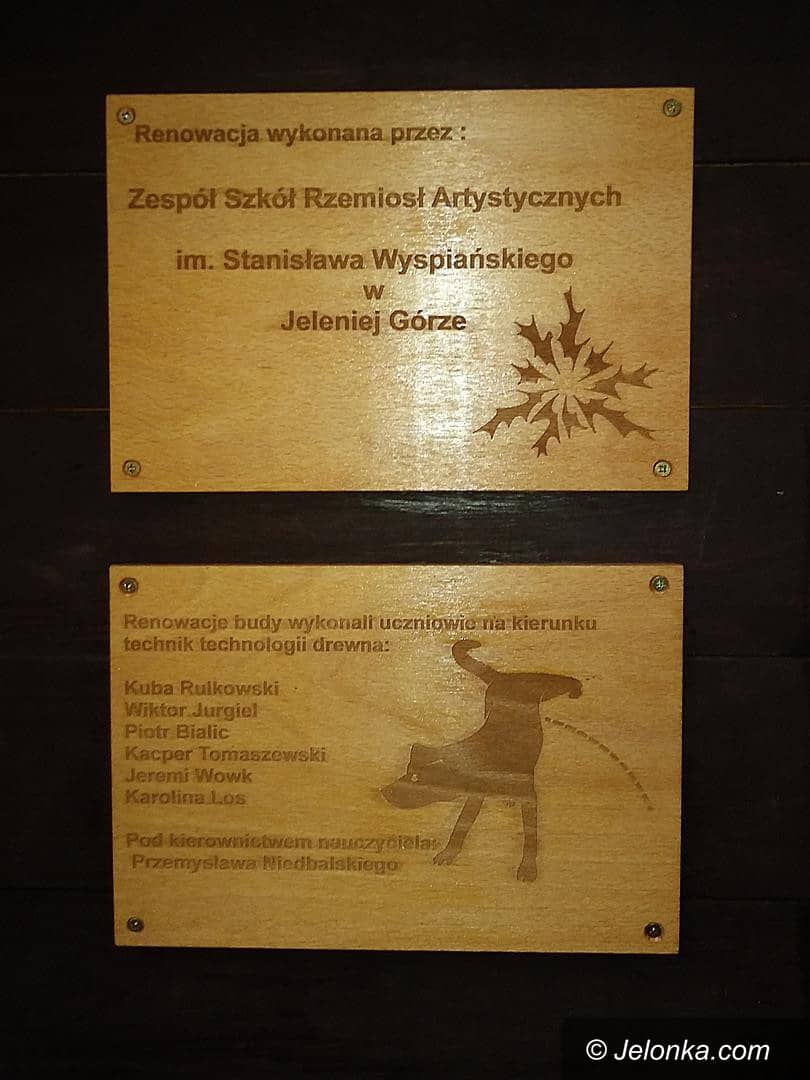 Renowacja wykonana przez :
Zespół Szkół Rzemiosł Artystycznych
im. Stanisława Wyspiańskiego
w
Jeleniej Górze
Renowacje budy wykonali uczniowie na kierunku
technik technologii drewna:
Kuba Rulkowski
Wiktor Jurgiel
Piotr Bialic
Kacper Tomaszewski
Jeremi Wowk
Karolina Los
Pod kierownictwem nauczyciela:
Przemysława Niedbalskiego
© Jelonka.com